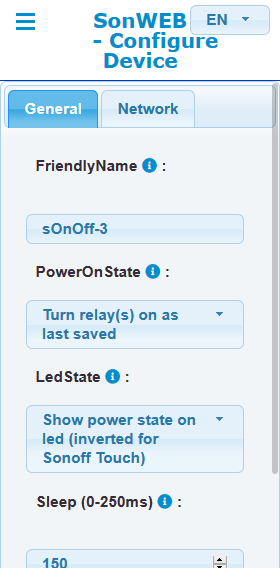 SonWEB
- Configure
Device
EN
General
Network
FriendlyName :
sOnOff-3
PowerOnState :
Turn relay(s) on as
last saved
LedState :
Show power state on
led (inverted for
Sonoff Touch)
Sleep (0-250ms) :
150